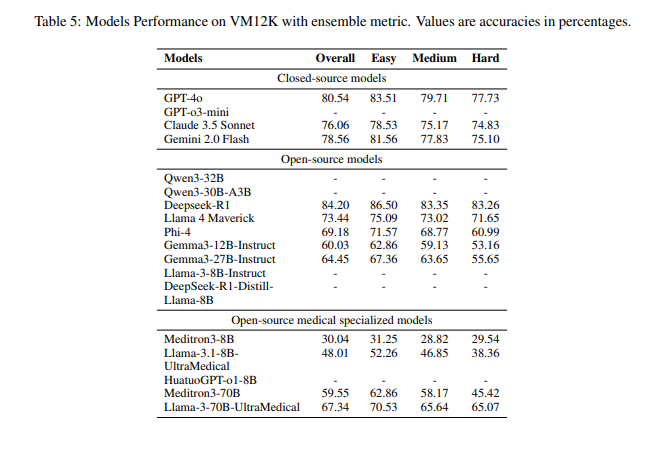 Table 5: Models Performance on VM12K with ensemble metric. Values are accuracies in percentages.
Models Overall Easy Medium Hard
Closed-source models
GPT-4o 80.54 83.51 79.71 77.73
GPT-o3-mini - - - -
Claude 3.5 Sonnet 76.06 78.53 75.17 74.83
Gemini 2.0 Flash 78.56 81.56 77.83 75.10
Open-source models
Qwen3-32B - - - -
Qwen3-30B-A3B - - - -
Deepseek-R1 84.20 86.50 83.35 83.26
Llama 4 Maverick 73.44 75.09 73.02 71.65
Phi-4 69.18 71.57 68.77 60.99
Gemma3-12B-Instruct 60.03 62.86 59.13 53.16
Gemma3-27B-Instruct 64.45 67.36 63.65 55.65
Llama-3-8B-Instruct - - - -
DeepSeek-R1-Distill- - - - -
Llama-8B
Open-source medical specialized models
Meditron3-8B 30.04 31.25 28.82 29.54
Llama-3.1-8B- 48.01 52.26 46.85 38.36
UltraMedical
HuatuoGPT-o1-8B - - - -
Meditron3-70B 59.55 62.86 58.17 45.42
Llama-3-70B-UltraMedical 67.34 70.53 65.64 65.07